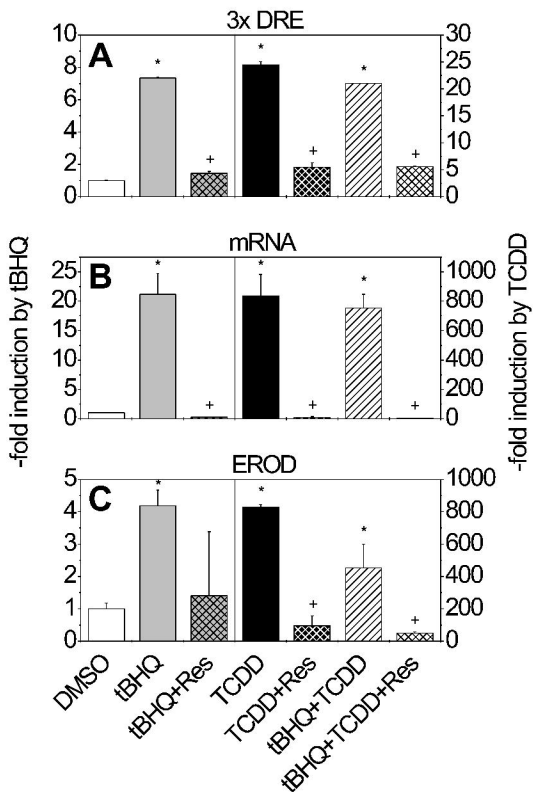 3x DRE
A
10
8
6
4
2
0
* + * + * +
30
25
20
15
10
5
0
mRNA
B
25
20
15
10
5
0
* + * + * +
1000
800
600
400
200
0
EROD
C
5
4
3
2
1
0
* * + * +
1000
800
600
400
200
0
-fold induction by tBHQ
-fold induction by TCDD
DMSO
tBHQ
tBHQ+Res
TCDD
TCDD+Res
tBHQ+TCDD
tBHQ+TCDD+Res